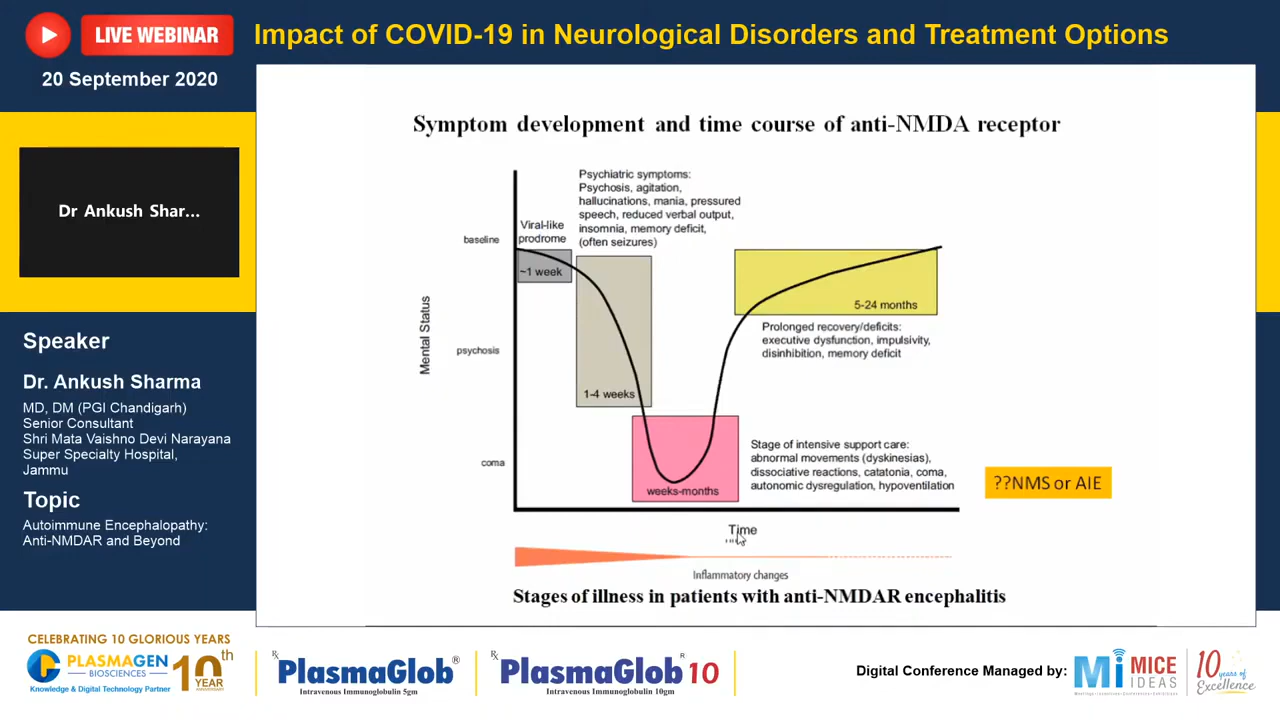 LIVE WEBINAR
20 September 2020
Impact of COVID-19 in Neurological Disorders and Treatment Options
Dr Ankush Shar...
Speaker
Dr. Ankush Sharma
MD, DM (PGI Chandigarh)
Senior Consultant
Shri Mata Vaishno Devi Narayana
Super Specialty Hospital,
Jammu
Topic
Autoimmune Encephalopathy:
Anti-NMDAR and Beyond
Symptom development and time course of anti-NMDA receptor
Psychiatric symptoms:
Psychosis, agitation,
hallucinations, mania, pressured
speech, reduced verbal output,
insomnia, memory deficit,
(often seizures)
Viral-like
prodrome
baseline
~1 week
5-24 months
Prolonged recovery/deficits:
executive dysfunction, impulsivity,
disinhibition, memory deficit
Mental Status
psychosis
1-4 weeks
Stage of intensive support care:
abnormal movements (dyskinesias),
dissociative reactions, catatonia, coma,
autonomic dysregulation, hypoventilation
coma
weeks-months
??NMS or AIE
Time
Inflammatory changes
Stages of illness in patients with anti-NMDAR encephalitis
CELEBRATING 10 GLORIOUS YEARS
PLASMAGEN
BIOSCIENCES
Knowledge & Digital Technology Partner
10th
YEAR
Rx
PlasmaGlob®
Intravenous Immunoglobulin 5gm
Rx
PlasmaGlob 10
R
Intravenous Immunoglobulin 10gm
Digital Conference Managed by:
Mi MICE
IDEAS
10 years of
Excellence